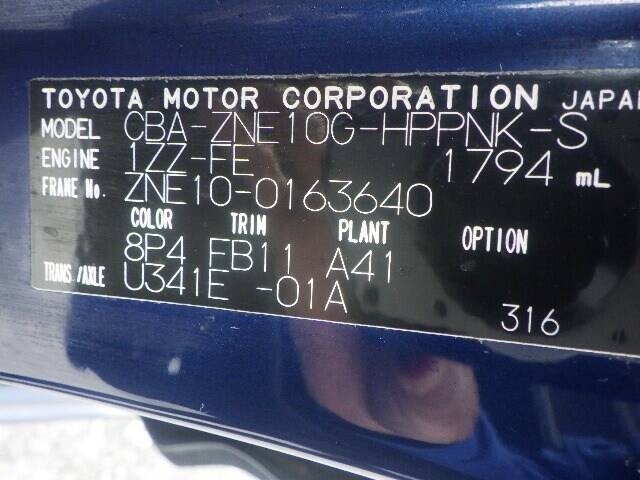 TOYOTA MOTOR CORPORATION JAPAN
MODEL CBA-ZNE10G-HPPNK-S
ENGINE 1ZZ-FE 1794 mL
FRAME No. ZNE10-0163640
COLOR TRIM PLANT OPTION
8P4 FB11 A41
TRANS./AXLE U341E -01A
316